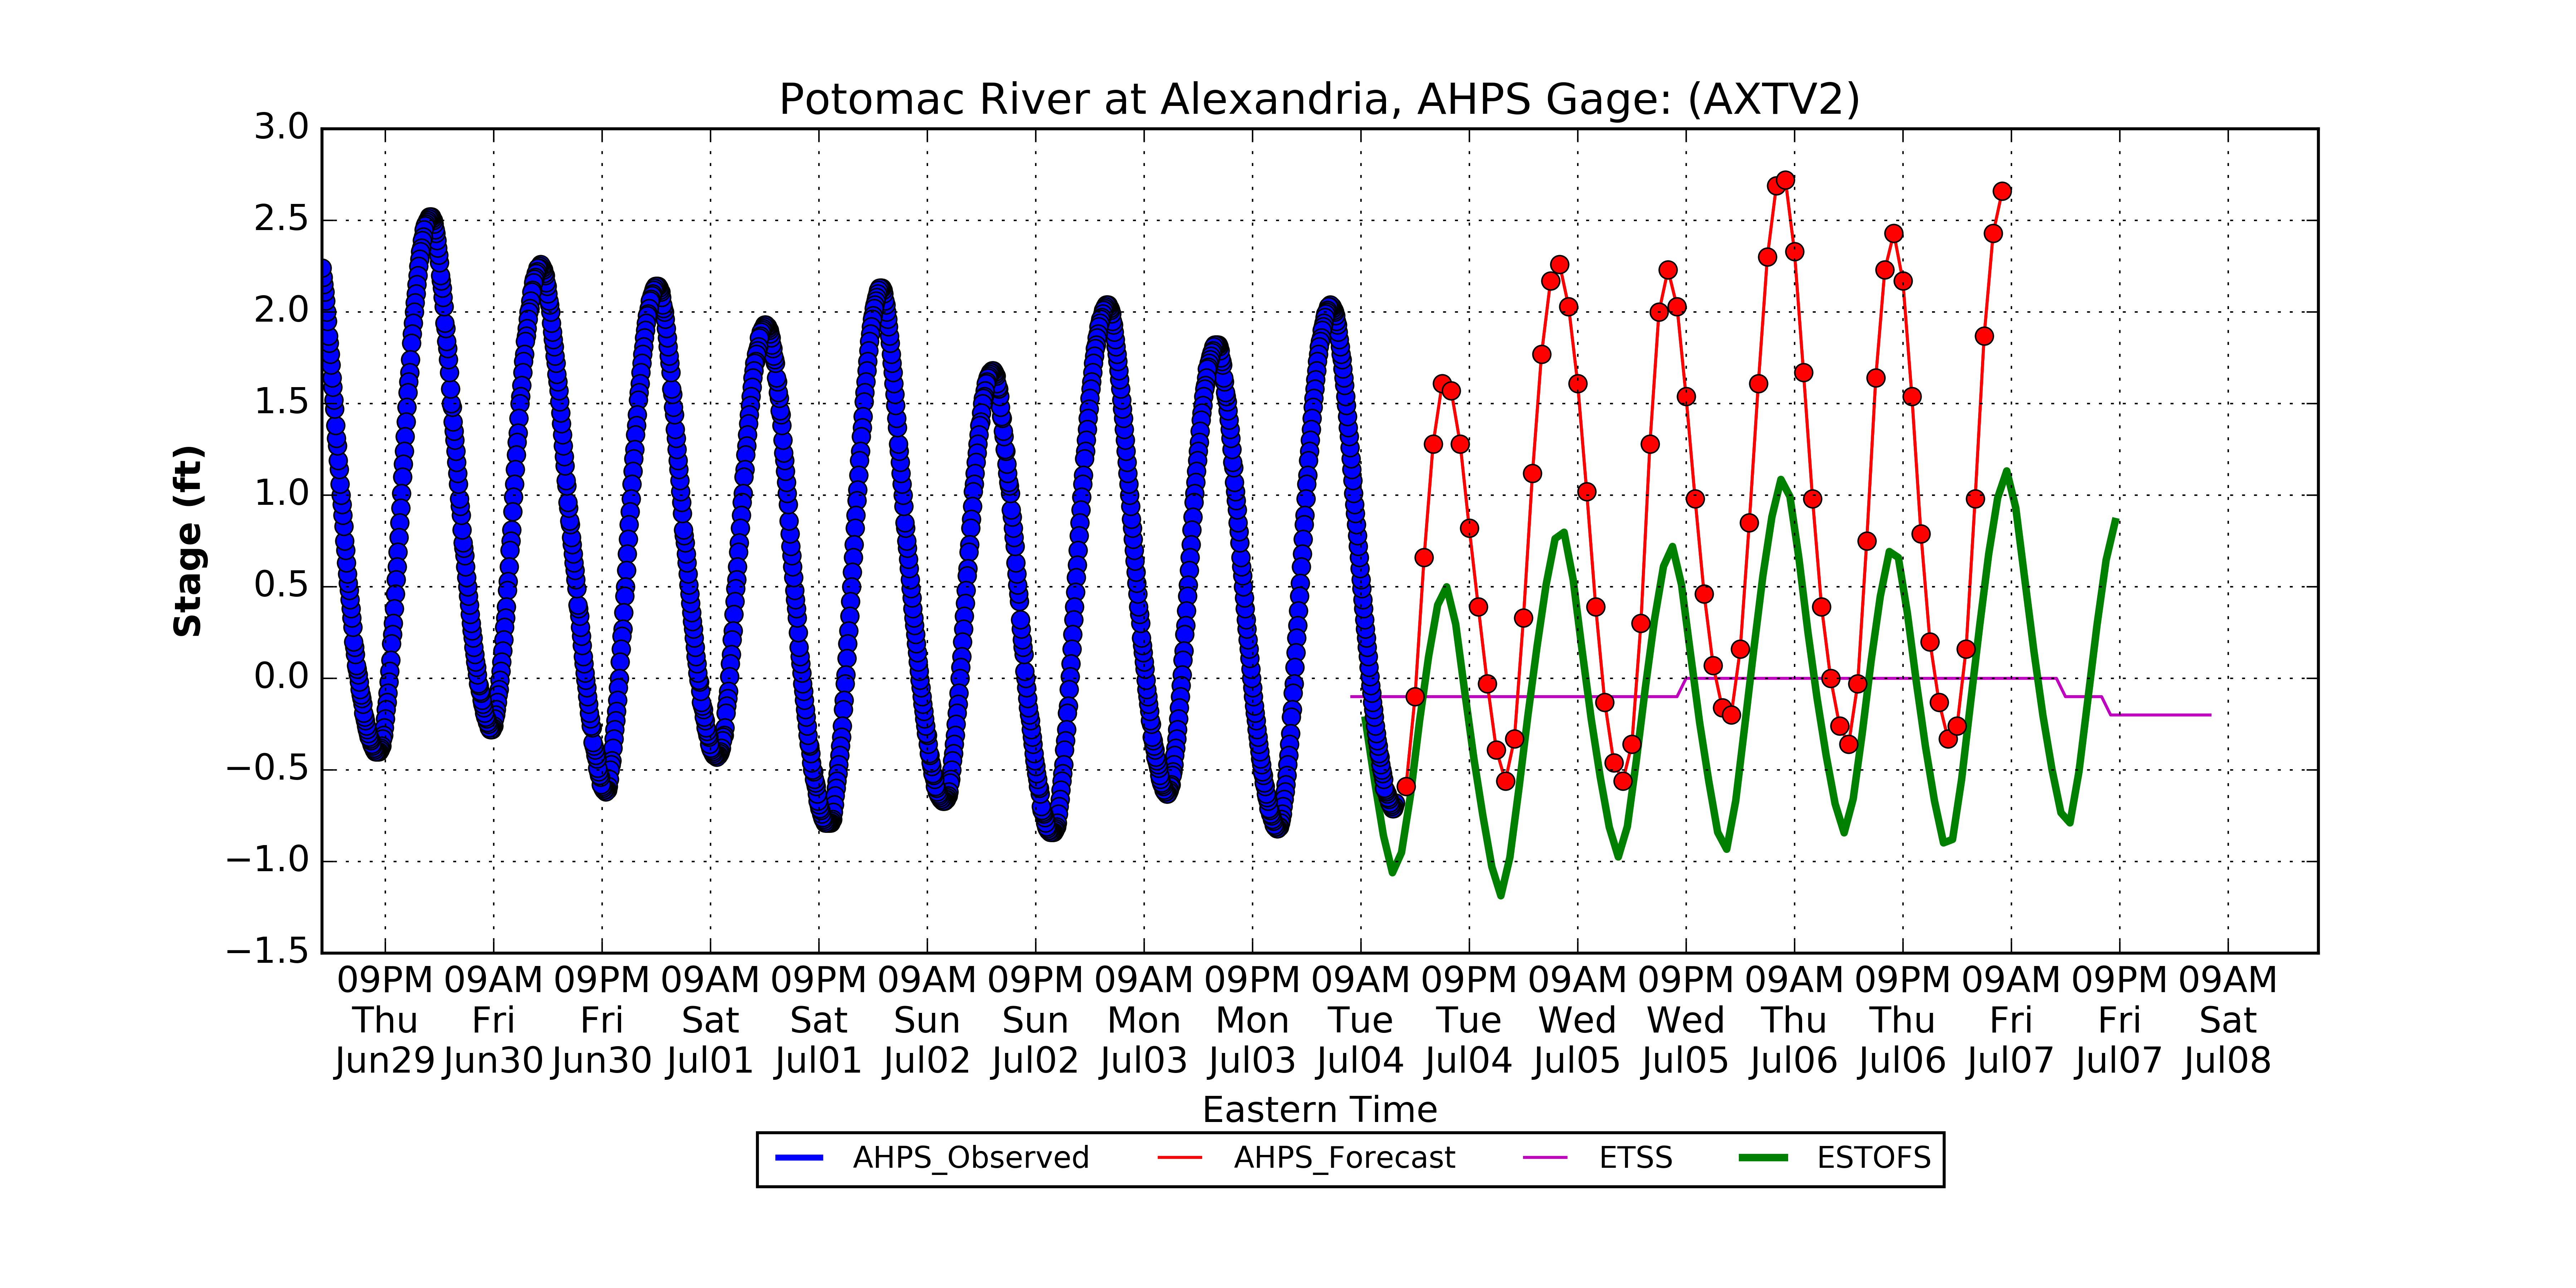 Potomac River at Alexandria, AHPS Gage: (AXTV2)
3.0
2.5
2.0
1.5
1.0
0.5
0.0
−0.5
−1.0
−1.5
Stage (ft)
09PM 09AM 09PM 09AM 09PM 09AM 09PM 09AM 09PM 09AM 09PM 09AM 09PM 09AM 09PM 09AM 09PM 09AM
Thu Fri Fri Sat Sat Sun Sun Mon Mon Tue Tue Wed Wed Thu Thu Fri Fri Sat
Jun29 Jun30 Jun30 Jul01 Jul01 Jul02 Jul02 Jul03 Jul03 Jul04 Jul04 Jul05 Jul05 Jul06 Jul06 Jul07 Jul07 Jul08
Eastern Time
AHPS_Observed AHPS_Forecast ETSS ESTOFS